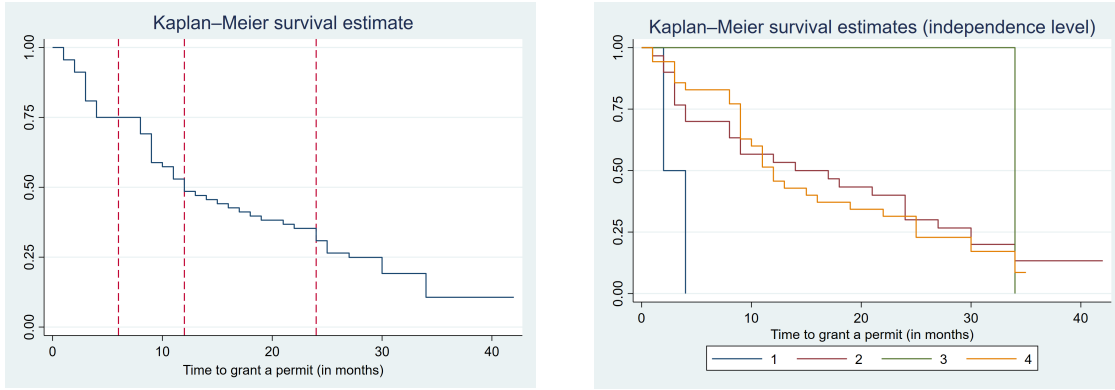 Kaplan–Meier survival estimate
1.00
0.75
0.50
0.25
0.00
0 10 20 30 40
Time to grant a permit (in months)
Kaplan–Meier survival estimates (independence level)
1.00
0.75
0.50
0.25
0.00
0 10 20 30 40
Time to grant a permit (in months)
1 2 3 4